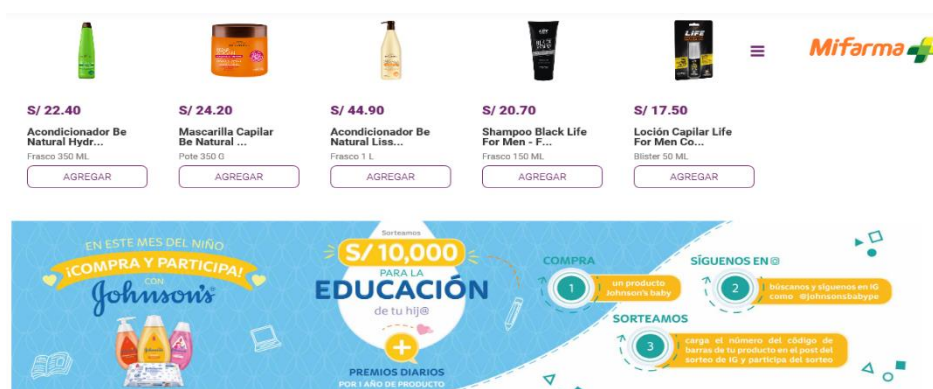 Mifarma
S/ 22.40
Acondicionador Be
Natural Hydr...
Frasco 350 ML
AGREGAR
S/ 24.20
Mascarilla Capilar
Be Natural ...
Pote 350 G
AGREGAR
S/ 44.90
Acondicionador Be
Natural Liss...
Frasco 1 L
AGREGAR
LIFE
S/ 20.70
Shampoo Black Life
For Men - F...
Frasco 150 ML
AGREGAR
LIFE
S/ 17.50
Loción Capilar Life
For Men Co...
Blister 50 ML
AGREGAR
EN ESTE MES DEL NIÑO
¡COMPRA Y PARTICIPA!
CON
Johnson's
Sorteamos
S/ 10,000
PARA LA
EDUCACIÓN
de tu hij@
+
PREMIOS DIARIOS
POR 1 AÑO DE PRODUCTO
COMPRA
1
un producto
Johnson's baby
SÍGUENOS EN
2
búscanos y síguenos en IG
como @johnsonsbabype
SORTEAMOS
3
carga el número del código de
barras de tu producto en el post del
sorteo de IG y participa del sorteo